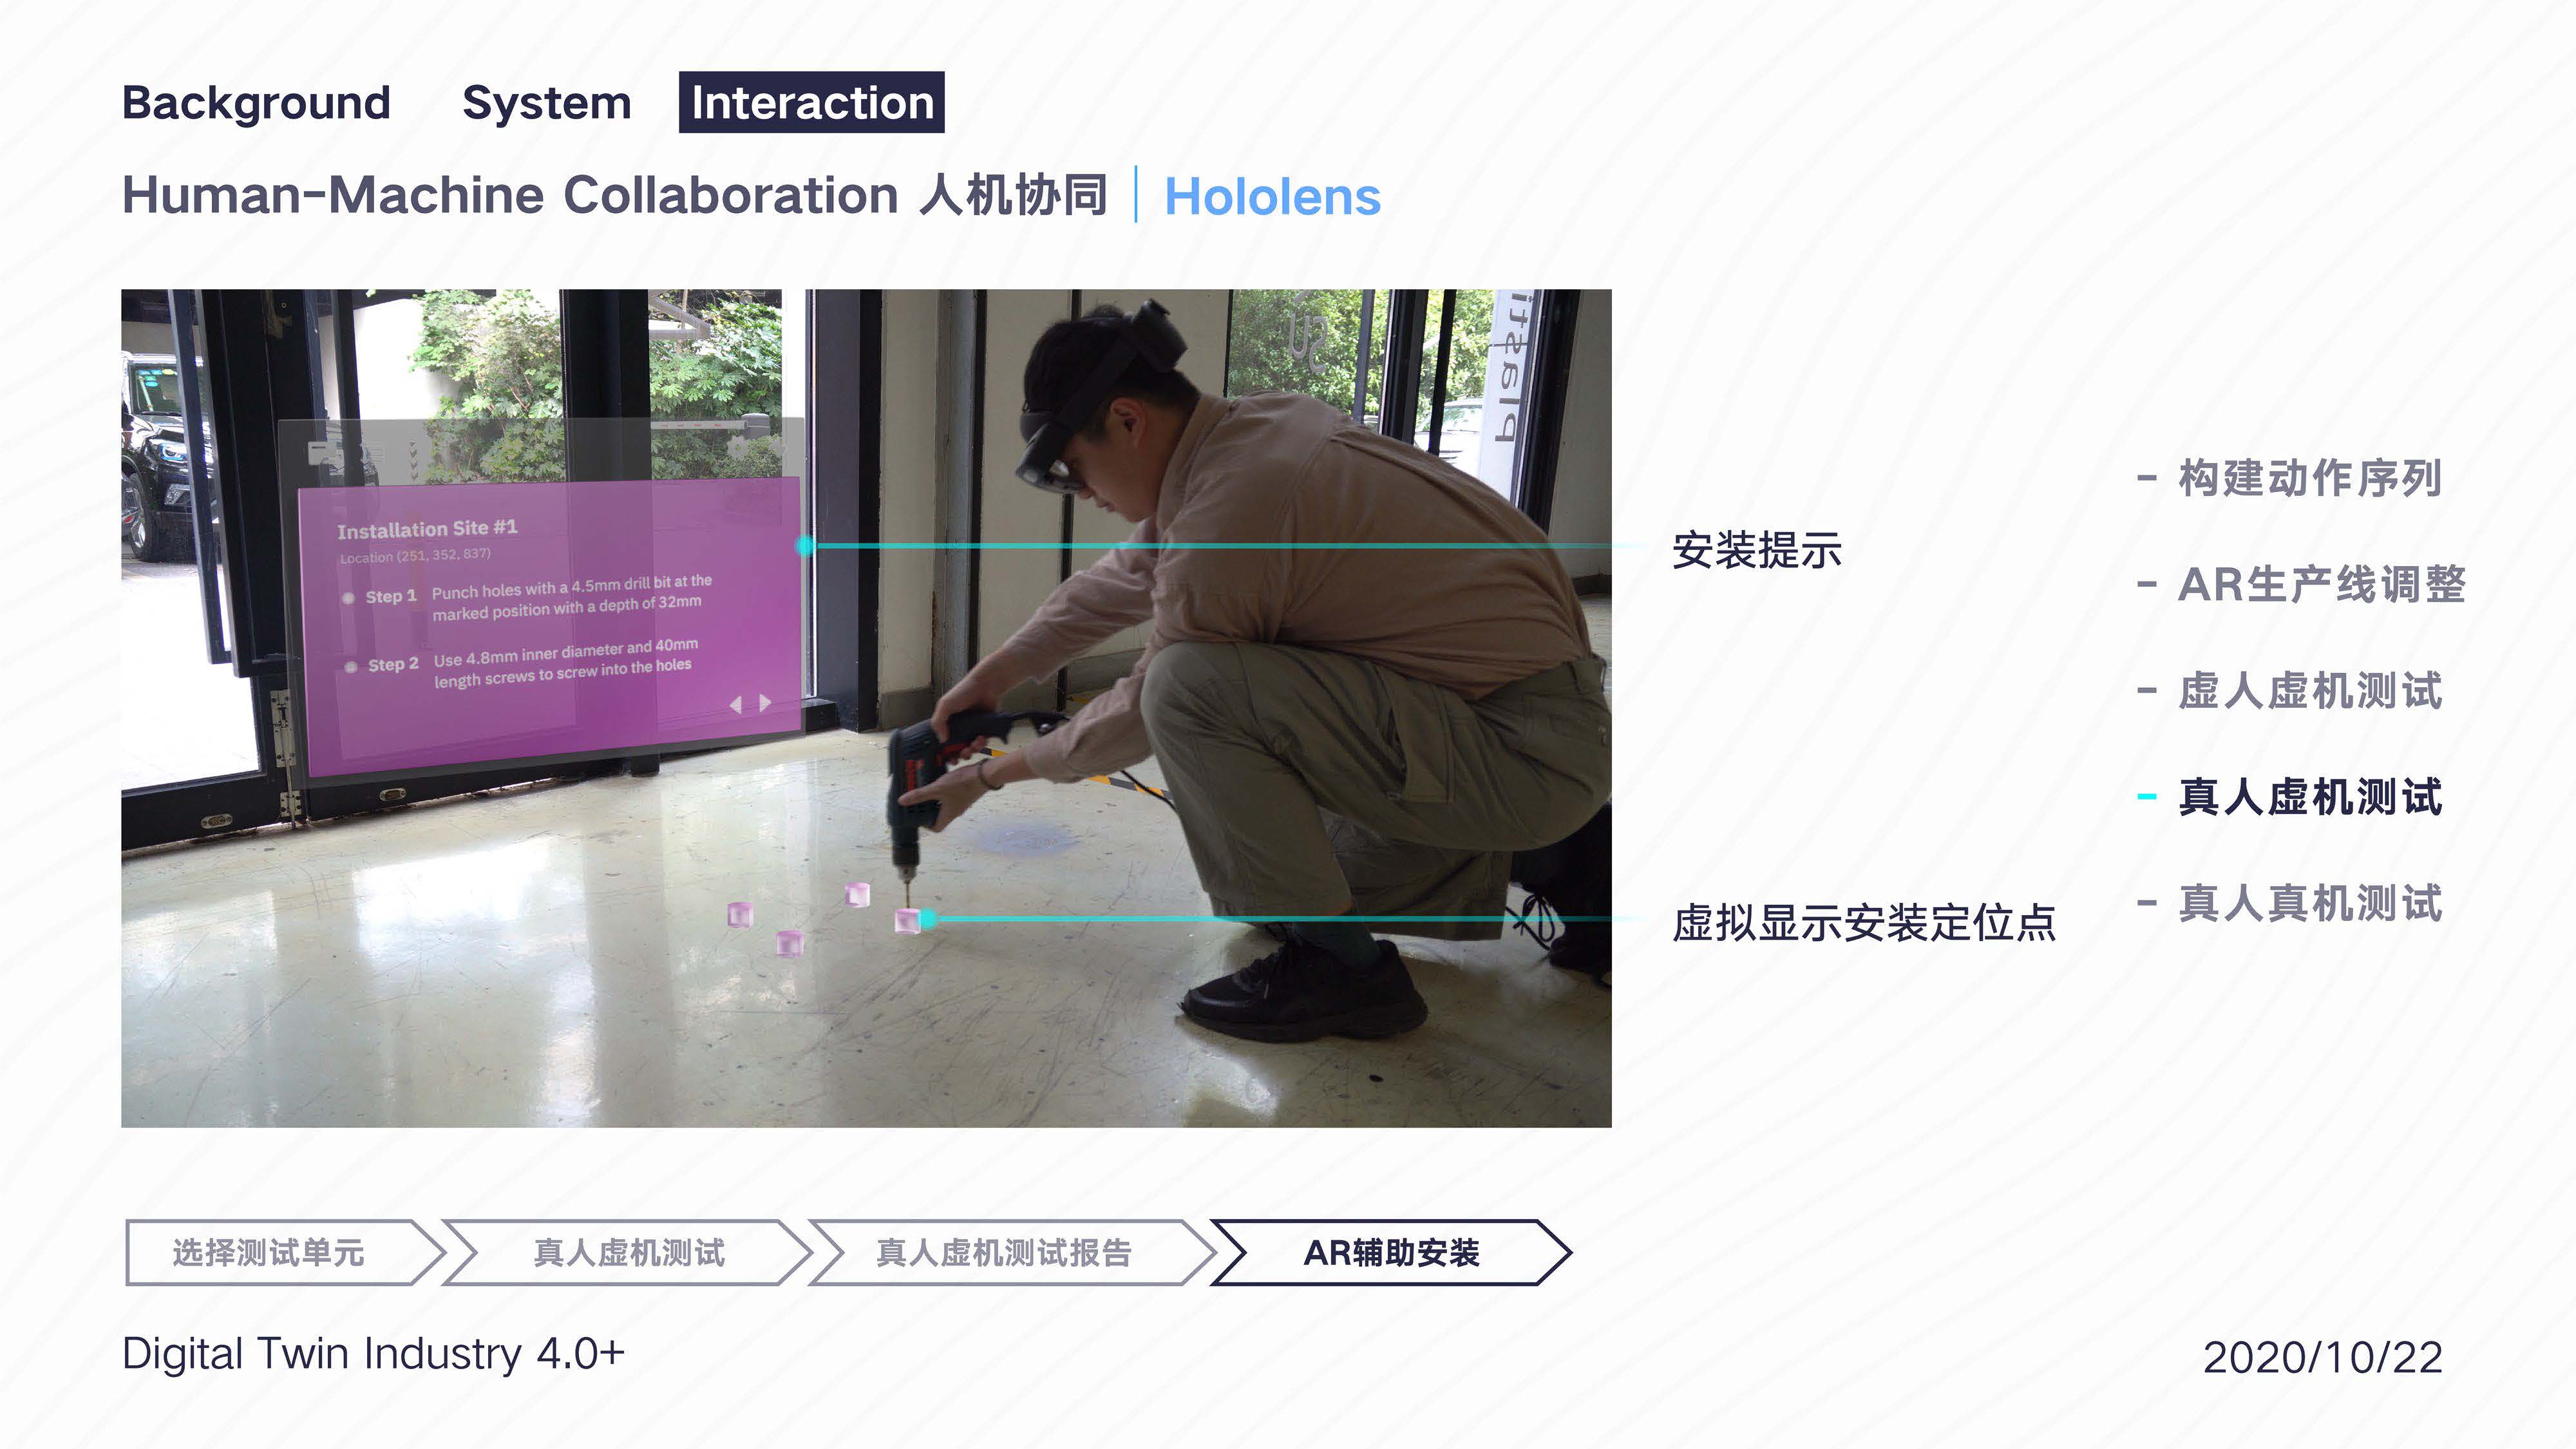 Background System Interaction
Human-Machine Collaboration 人机协同 Hololens
Installation Site #1
Location (251, 352, 837)
Step 1 Punch holes with a 4.5mm drill bit at the
marked position with a depth of 32mm
Step 2 Use 4.8mm inner diameter and 40mm
length screws to screw into the holes
安装提示
虚拟显示安装定位点
- 构建动作序列
- AR生产线调整
- 虚人虚机测试
- 真人虚机测试
- 真人真机测试
选择测试单元
真人虚机测试
真人虚机测试报告
AR辅助安装
Digital Twin Industry 4.0+
2020/10/22